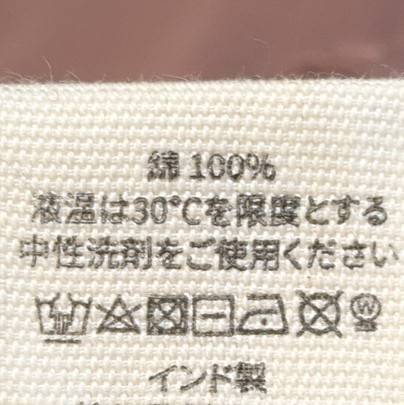 綿 100%
液温は30℃を限度とする
中性洗剤をご使用ください
インド製